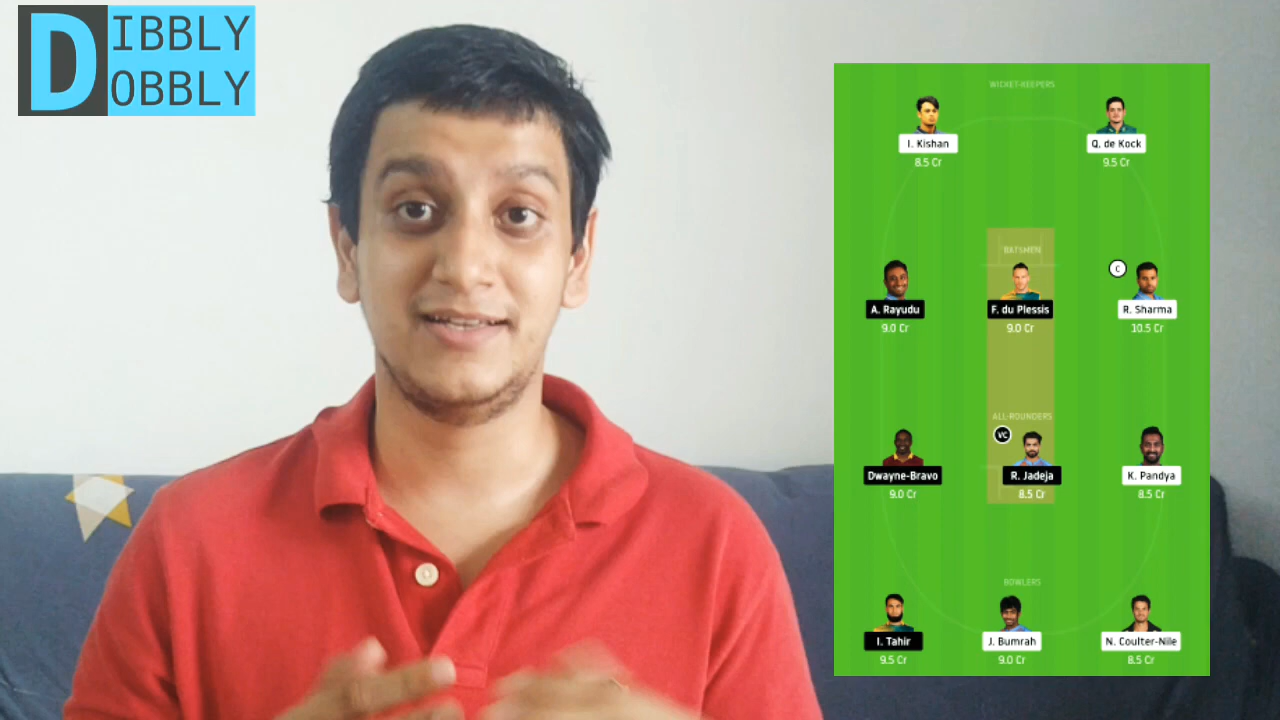 DIBBLY
DOBBLY
WICKET-KEEPERS
I. Kishan
8.5 Cr
Q. de Kock
9.5 Cr
BATSMEN
C
A. Rayudu
9.0 Cr
F. du Plessis
9.0 Cr
R. Sharma
10.5 Cr
ALL-ROUNDERS
VC
Dwayne-Bravo
9.0 Cr
R. Jadeja
8.5 Cr
K. Pandya
8.5 Cr
BOWLERS
I. Tahir
9.5 Cr
J. Bumrah
9.0 Cr
N. Coulter-Nile
8.5 Cr